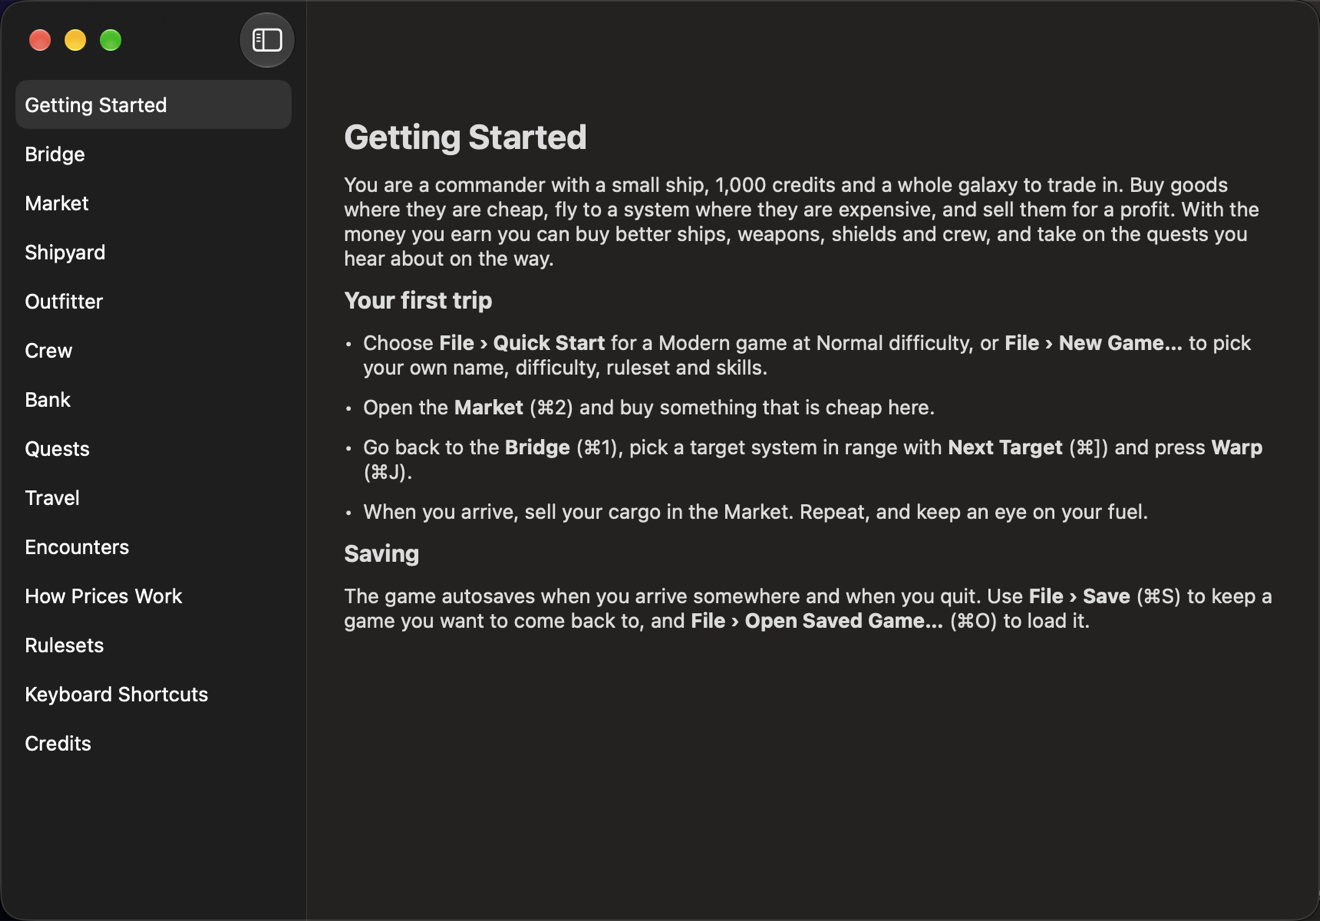 Getting Started
Bridge
Market
Shipyard
Outfitter
Crew
Bank
Quests
Travel
Encounters
How Prices Work
Rulesets
Keyboard Shortcuts
Credits
Getting Started
You are a commander with a small ship, 1,000 credits and a whole galaxy to trade in. Buy goods
where they are cheap, fly to a system where they are expensive, and sell them for a profit. With the
money you earn you can buy better ships, weapons, shields and crew, and take on the quests you
hear about on the way.
Your first trip
• Choose File › Quick Start for a Modern game at Normal difficulty, or File › New Game… to pick
your own name, difficulty, ruleset and skills.
• Open the Market (⌘2) and buy something that is cheap here.
• Go back to the Bridge (⌘1), pick a target system in range with Next Target (⌘]) and press Warp
(⌘J).
• When you arrive, sell your cargo in the Market. Repeat, and keep an eye on your fuel.
Saving
The game autosaves when you arrive somewhere and when you quit. Use File › Save (⌘S) to keep a
game you want to come back to, and File › Open Saved Game… (⌘O) to load it.